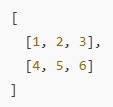 [
  [1, 2, 3],
  [4, 5, 6]
]